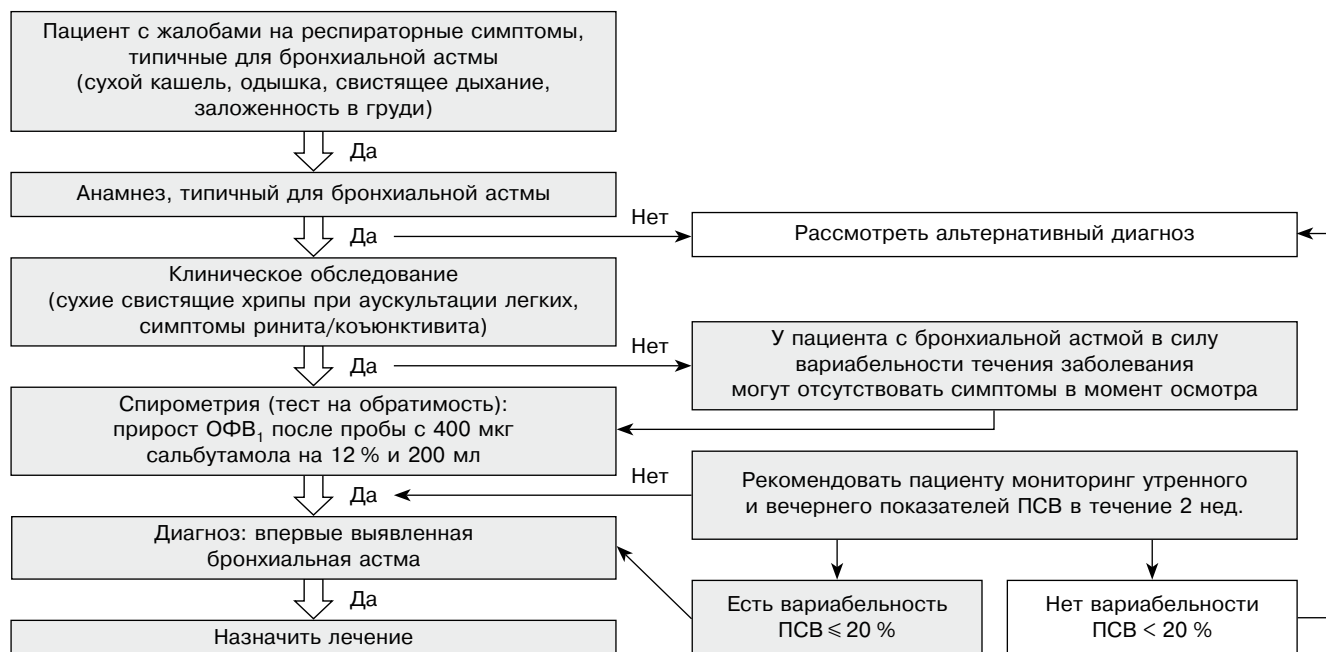 Пациент с жалобами на респираторные симптомы,
типичные для бронхиальной астмы
(сухой кашель, одышка, свистящее дыхание,
заложенность в груди)
Да
Анамнез, типичный для бронхиальной астмы
Да
Нет
Рассмотреть альтернативный диагноз
Клиническое обследование
(сухие свистящие хрипы при аускультации легких,
симптомы ринита/коъюнктивита)
Да
Нет
У пациента с бронхиальной астмой в силу
вариабельности течения заболевания
могут отсутствовать симптомы в момент осмотра
Спирометрия (тест на обратимость):
прирост ОФВ₁ после пробы с 400 мкг
сальбутамола на 12 % и 200 мл
Да
Нет
Рекомендовать пациенту мониторинг утренного
и вечернего показателей ПСВ в течение 2 нед.
Диагноз: впервые выявленная
бронхиальная астма
Да
Есть вариабельность
ПСВ ⩽ 20 %
Нет вариабельности
ПСВ < 20 %
Назначить лечение